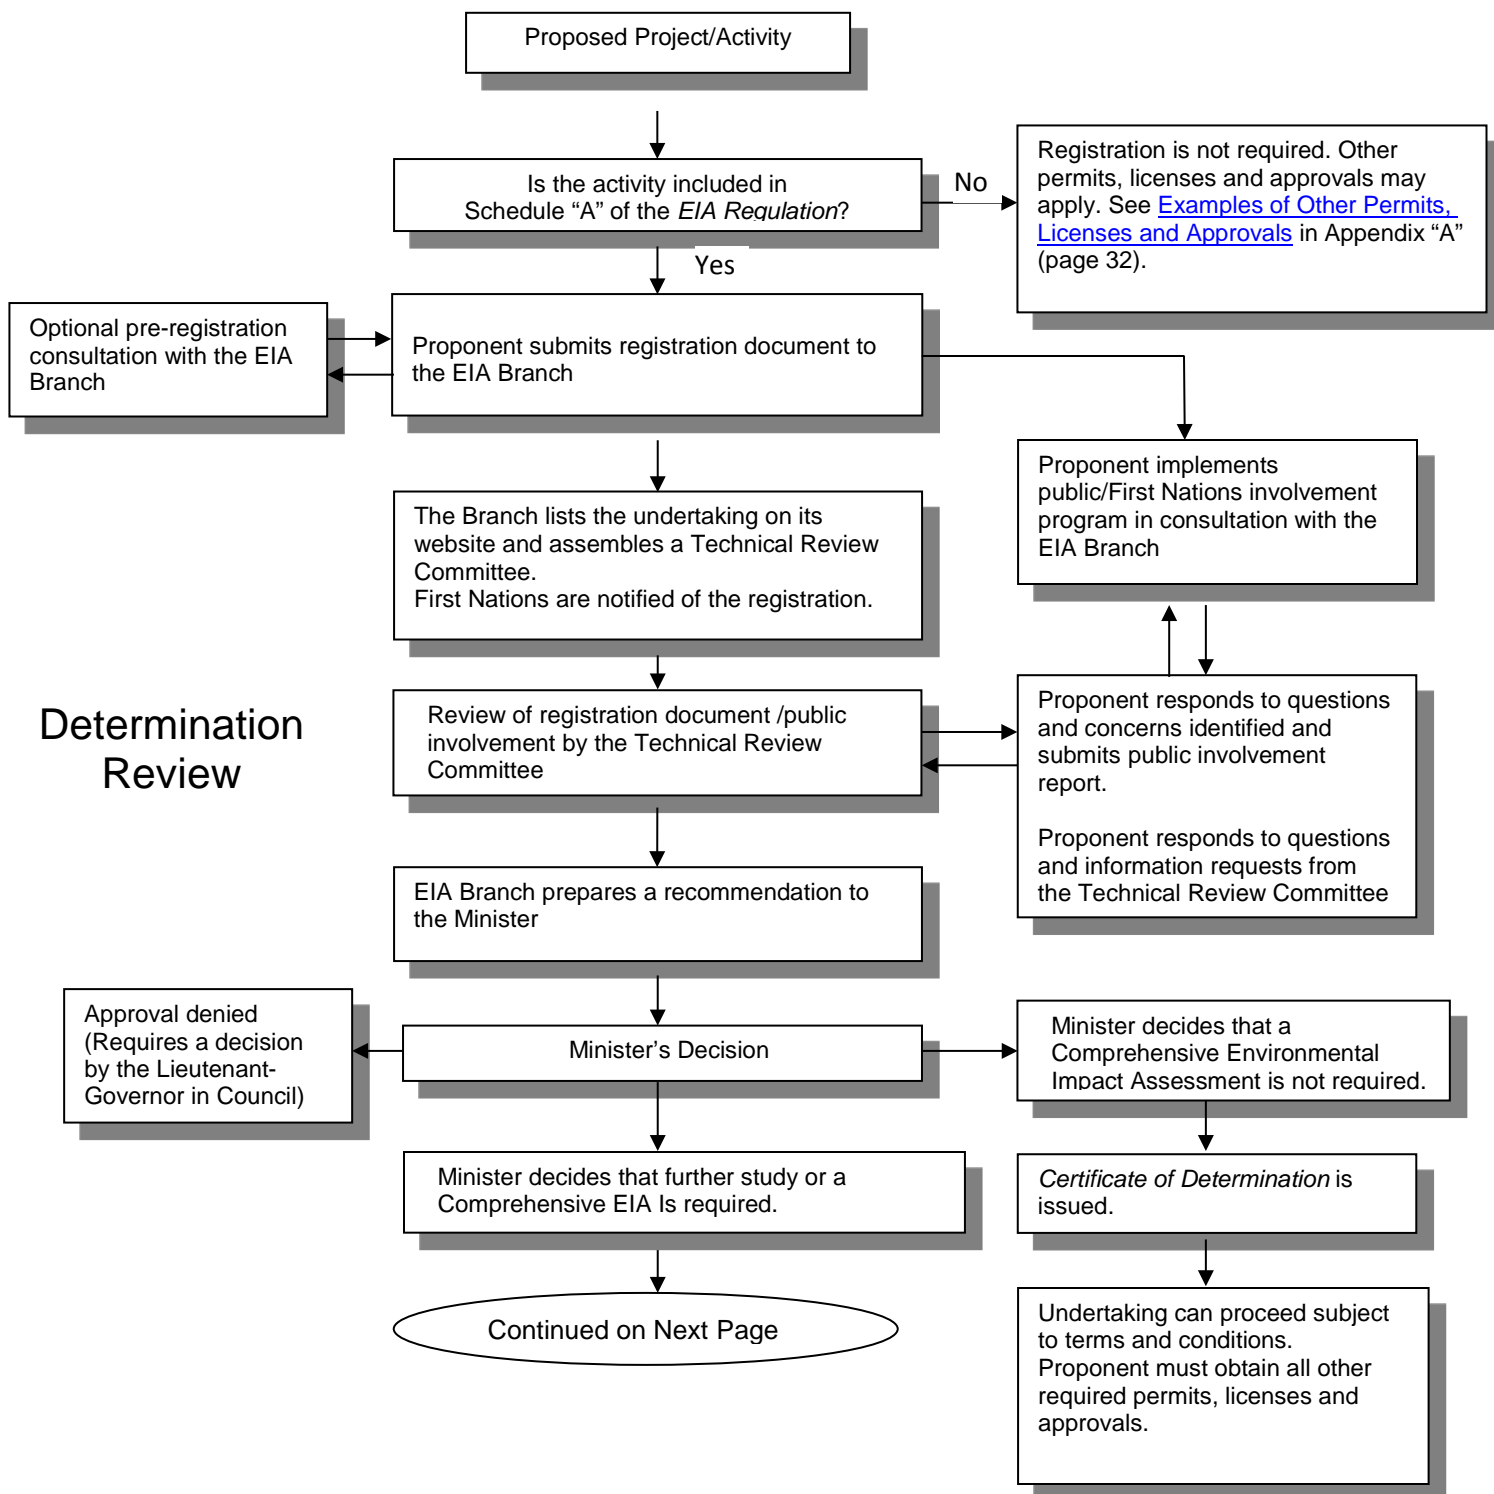 Proposed Project/Activity
Is the activity included in
Schedule “A” of the EIA Regulation?
No
Registration is not required. Other
permits, licenses and approvals may
apply. See Examples of Other Permits,
Licenses and Approvals in Appendix “A”
(page 32).
Yes
Optional pre-registration
consultation with the EIA
Branch
Proponent submits registration document to
the EIA Branch
Proponent implements
public/First Nations involvement
program in consultation with the
EIA Branch
The Branch lists the undertaking on its
website and assembles a Technical Review
Committee.
First Nations are notified of the registration.
Determination
Review
Review of registration document /public
involvement by the Technical Review
Committee
Proponent responds to questions
and concerns identified and
submits public involvement
report.
Proponent responds to questions
and information requests from
the Technical Review Committee
EIA Branch prepares a recommendation to
the Minister
Approval denied
(Requires a decision
by the Lieutenant-
Governor in Council)
Minister’s Decision
Minister decides that a
Comprehensive Environmental
Impact Assessment is not required.
Minister decides that further study or a
Comprehensive EIA Is required.
Certificate of Determination is
issued.
Continued on Next Page
Undertaking can proceed subject
to terms and conditions.
Proponent must obtain all other
required permits, licenses and
approvals.